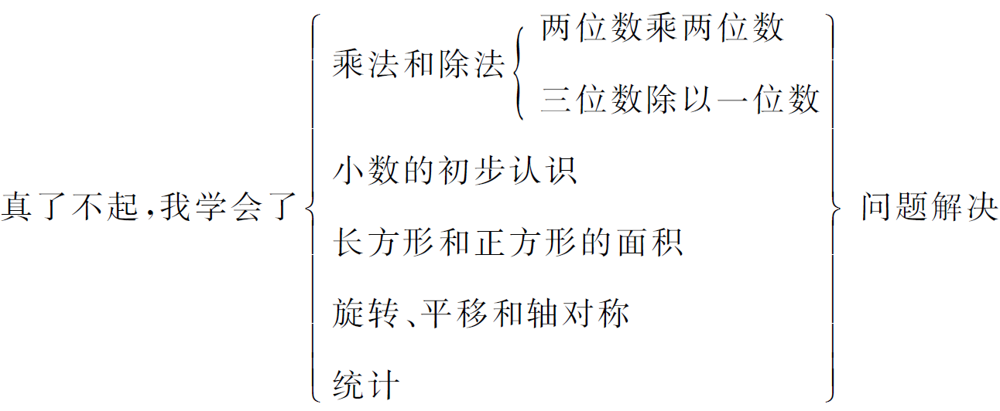 两位数乘两位数
乘法和除法
三位数除以一位数
小数的初步认识
真了不起,我学会了
问题解决
长方形和正方形的面积
旋转、平移和轴对称
统计